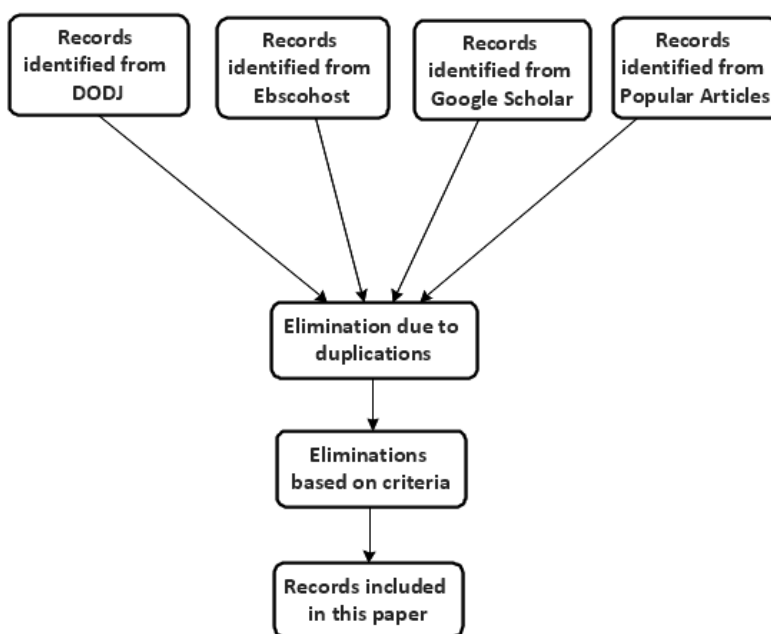 Records
identified from
DODJ
Records
identified from
Ebscohost
Records
identified from
Google Scholar
Records
identified from
Popular Articles
Elimination due to
duplications
Eliminations
based on criteria
Records included
in this paper